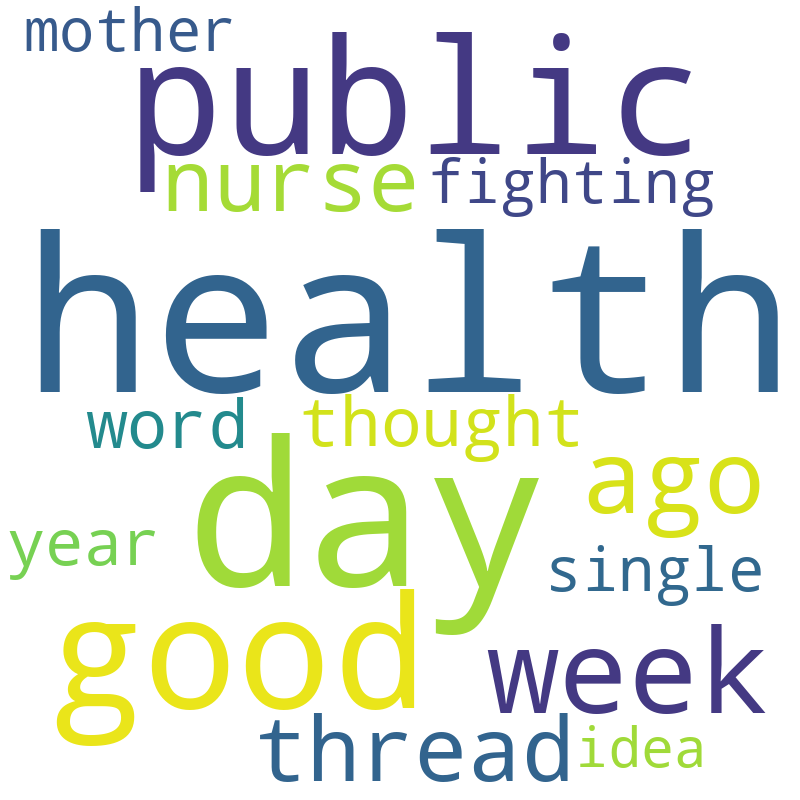 mother
public
nurse fighting
health
word thought
day ago
year single
good week
thread idea